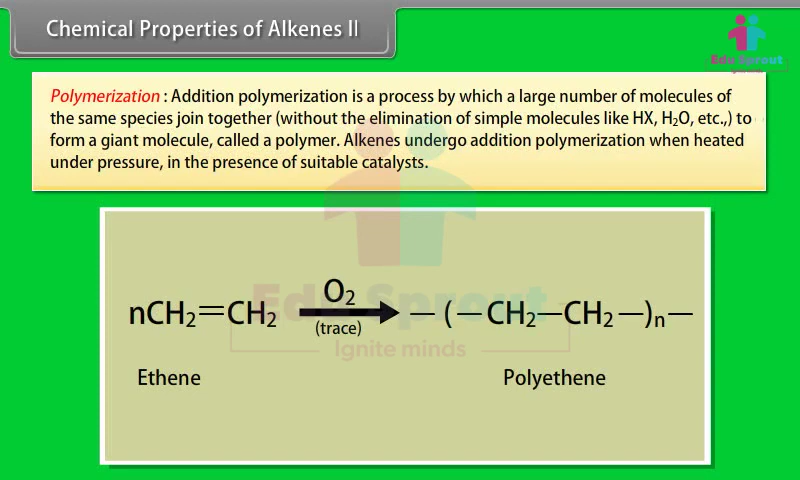 Chemical Properties of Alkenes II
Edu Sprout
Polymerization : Addition polymerization is a process by which a large number of molecules of
the same species join together (without the elimination of simple molecules like HX, H₂O, etc.,) to
form a giant molecule, called a polymer. Alkenes undergo addition polymerization when heated
under pressure, in the presence of suitable catalysts.
nCH₂=CH₂ O₂ — ( — CH₂—CH₂ —)ₙ—
(trace)
Edu Sprout
Ignite minds
Ethene Polyethene